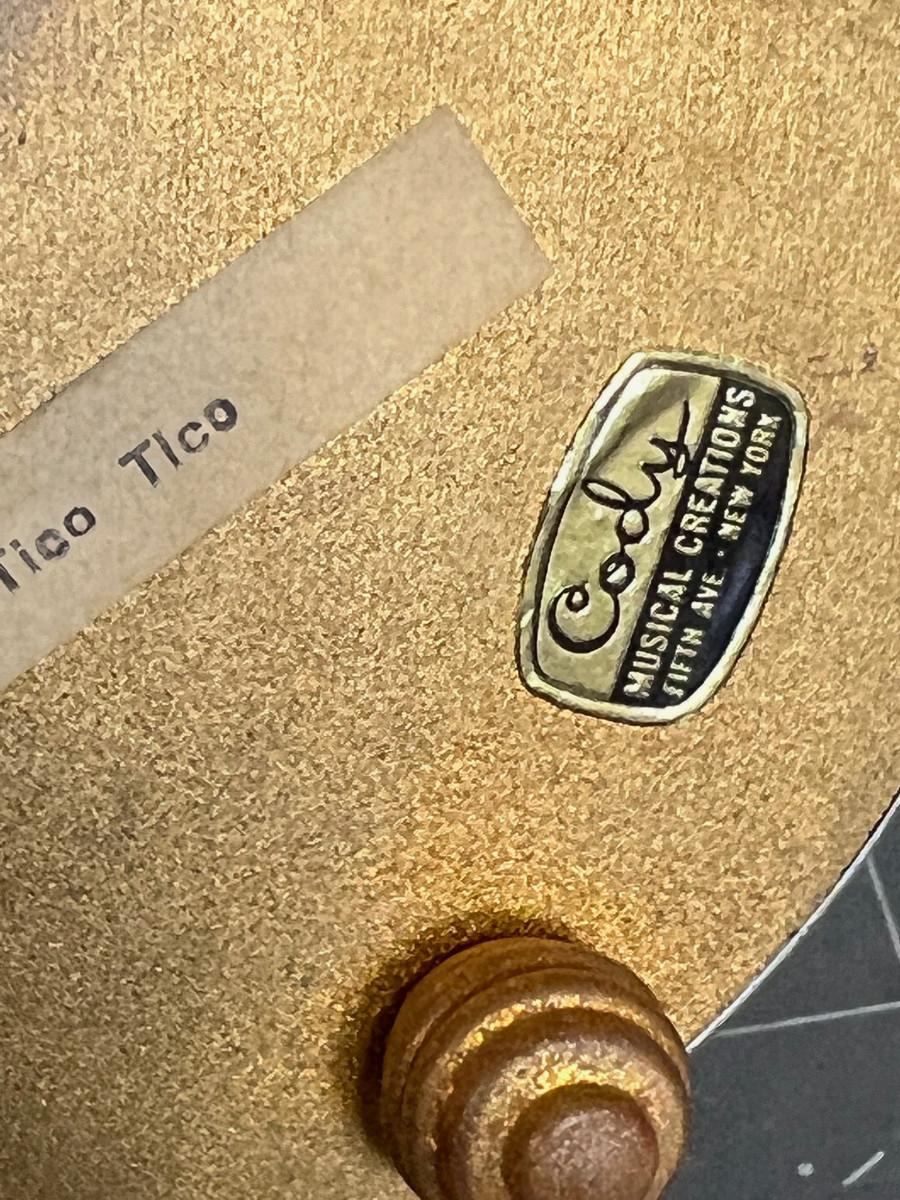 Tico Tico
Cody
MUSICAL CREATIONS
FIFTH AVE · NEW YORK